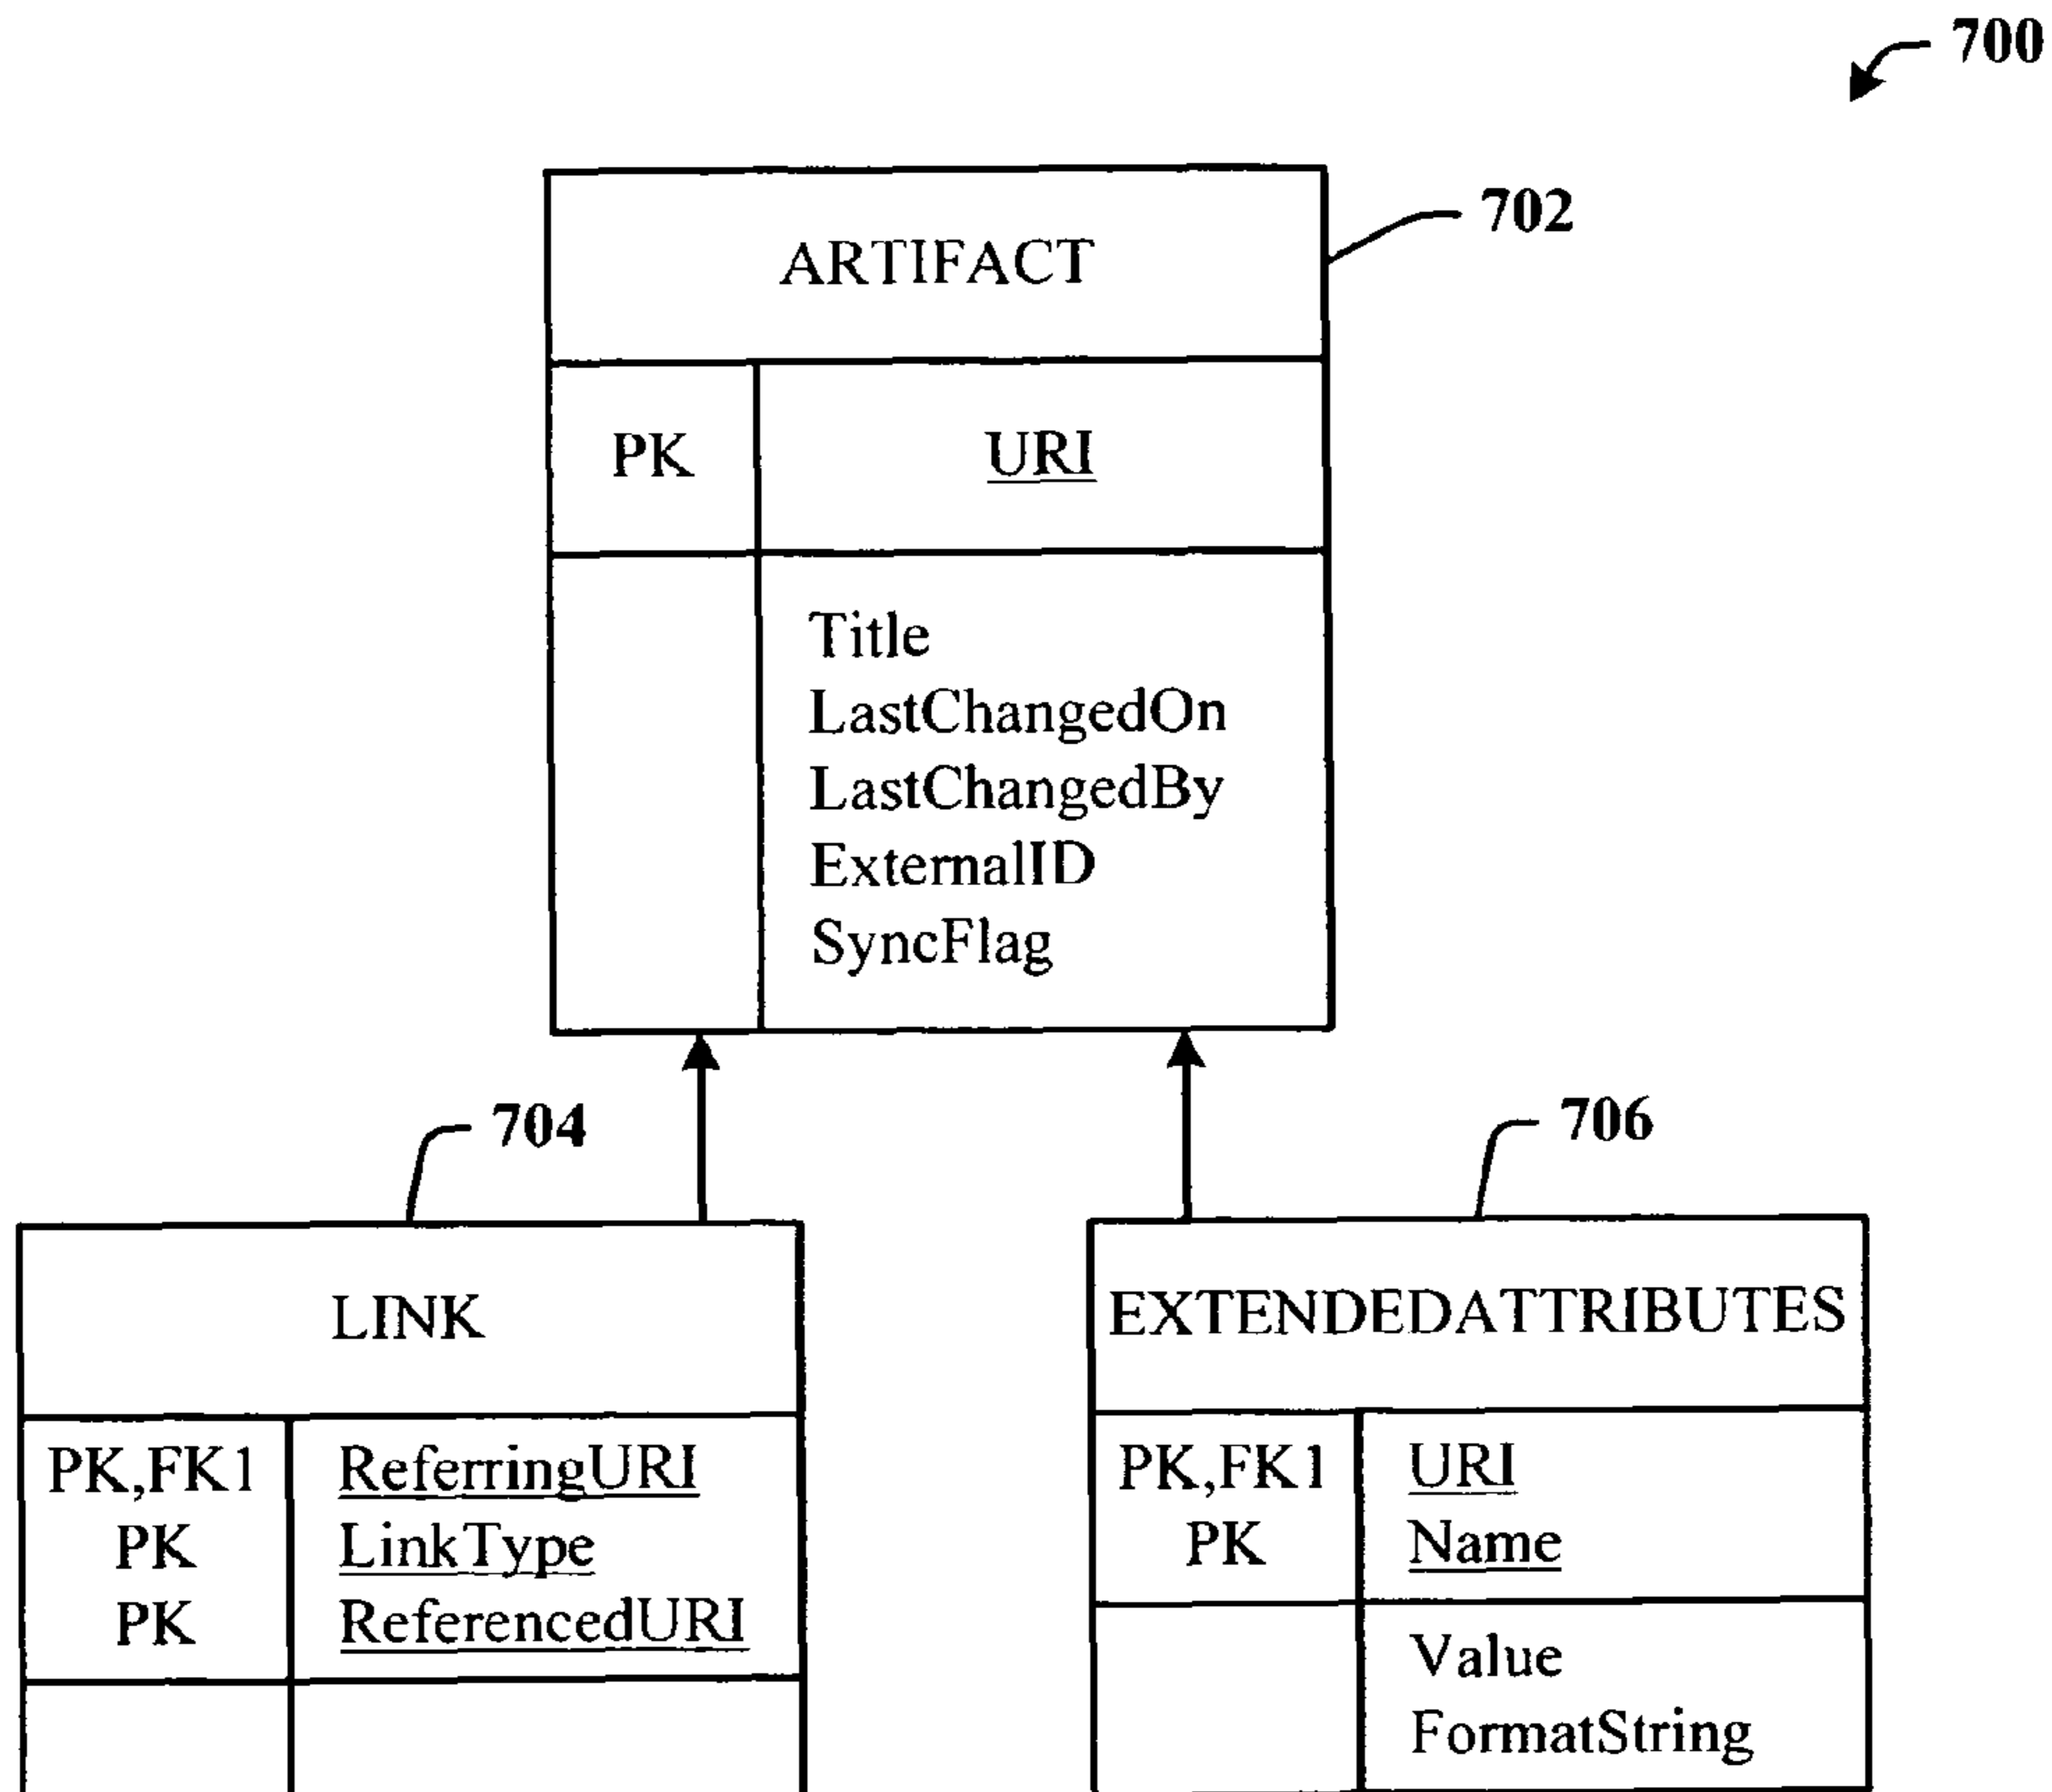 700
702
ARTIFACT
PK URI
Title
LastChangedOn
LastChangedBy
ExternalID
SyncFlag
704
706
LINK
PK,FK1 ReferringURI
PK LinkType
PK ReferencedURI
EXTENDEDATTRIBUTES
PK,FK1 URI
PK Name
Value
FormatString